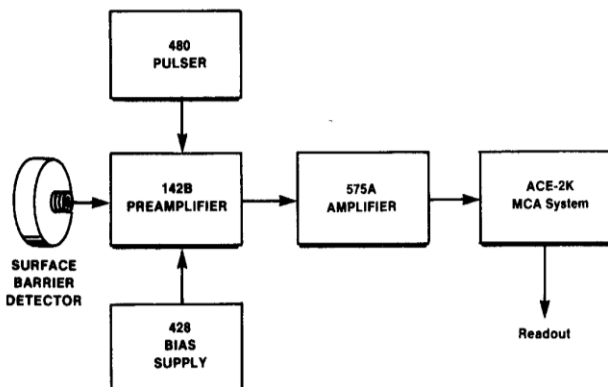 480
PULSER
142B
PREAMPLIFIER
575A
AMPLIFIER
ACE-2K
MCA System
SURFACE
BARRIER
DETECTOR
428
BIAS
SUPPLY
Readout